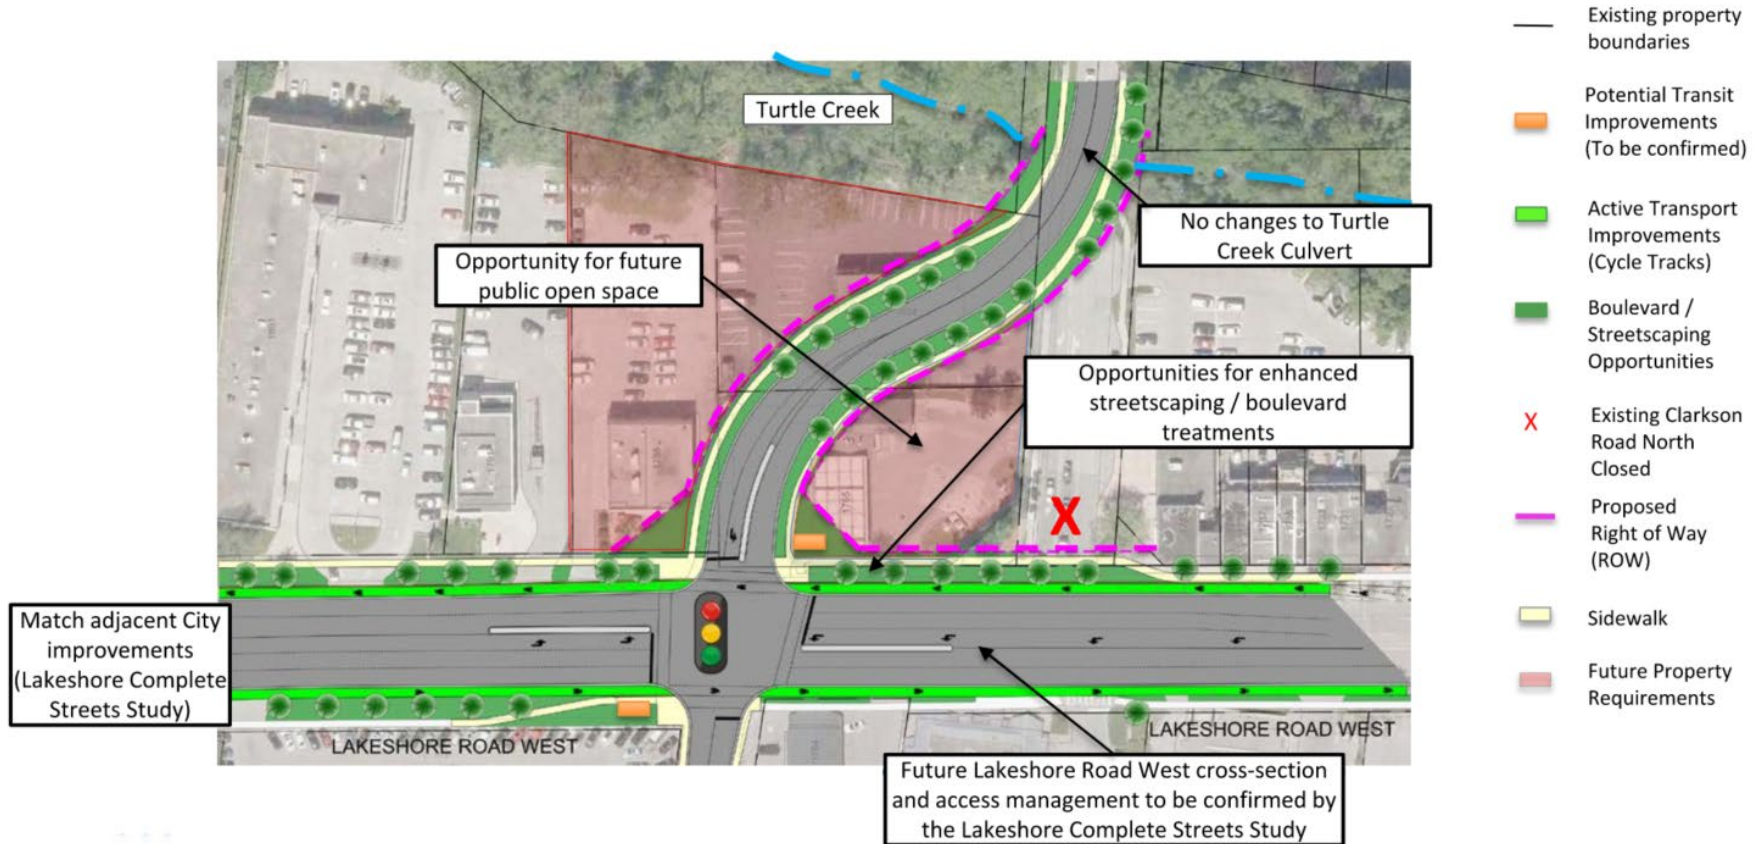 Turtle Creek
No changes to Turtle
Creek Culvert
Opportunity for future
public open space
Opportunities for enhanced
streetscaping / boulevard
treatments
X
Match adjacent City
improvements
(Lakeshore Complete
Streets Study)
LAKESHORE ROAD WEST
LAKESHORE ROAD WEST
Future Lakeshore Road West cross-section
and access management to be confirmed by
the Lakeshore Complete Streets Study
Existing property
boundaries
Potential Transit
Improvements
(To be confirmed)
Active Transport
Improvements
(Cycle Tracks)
Boulevard /
Streetscaping
Opportunities
X
Existing Clarkson
Road North
Closed
Proposed
Right of Way
(ROW)
Sidewalk
Future Property
Requirements